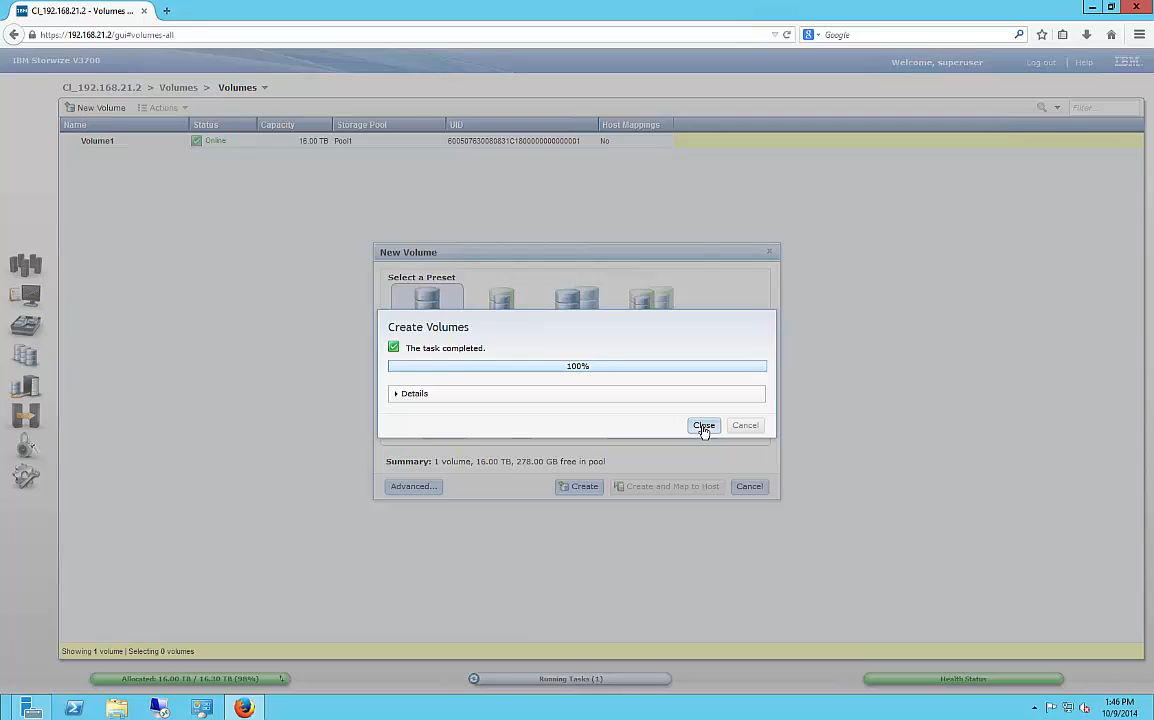 CI_192.168.21.2 - Volumes ...
https://192.168.21.2/gui#volumes-all
Google
IBM Storwize V3700
Welcome, superuser
Log out
Help
IBM
CI_192.168.21.2 > Volumes > Volumes
New Volume
Actions
Filter...
Name
Status
Capacity
Storage Pool
UID
Host Mappings
Volume1
Online
16.00 TB
Pool1
600507630080831C1800000000000001
No
New Volume
Select a Preset
Create Volumes
The task completed.
100%
Details
Close
Cancel
Summary: 1 volume, 16.00 TB, 278.00 GB free in pool
Advanced...
Create
Create and Map to Host
Cancel
Showing 1 volume | Selecting 0 volumes
Allocated: 16.00 TB / 16.30 TB (98%)
Running Tasks (1)
Health Status
1:46 PM
10/9/2014